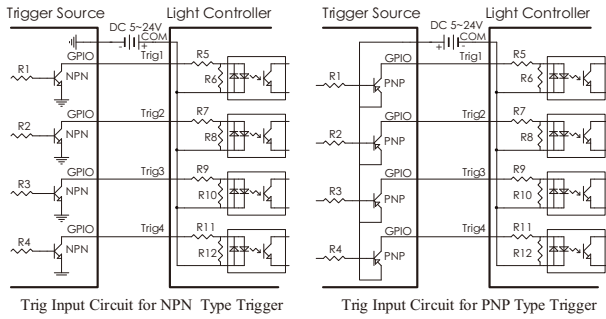 Trigger Source Light Controller
DC 5~24V
- + COM
GPIO Trig1 R5
R1 NPN R6
GPIO Trig2 R7
R2 NPN R8
GPIO Trig3 R9
R3 NPN R10
GPIO Trig4 R11
R4 NPN R12
Trig Input Circuit for NPN Type Trigger
Trigger Source Light Controller
DC 5~24V
+ - COM
GPIO Trig1 R5
R1 PNP R6
GPIO Trig2 R7
R2 PNP R8
GPIO Trig3 R9
R3 PNP R10
GPIO Trig4 R11
R4 PNP R12
Trig Input Circuit for PNP Type Trigger